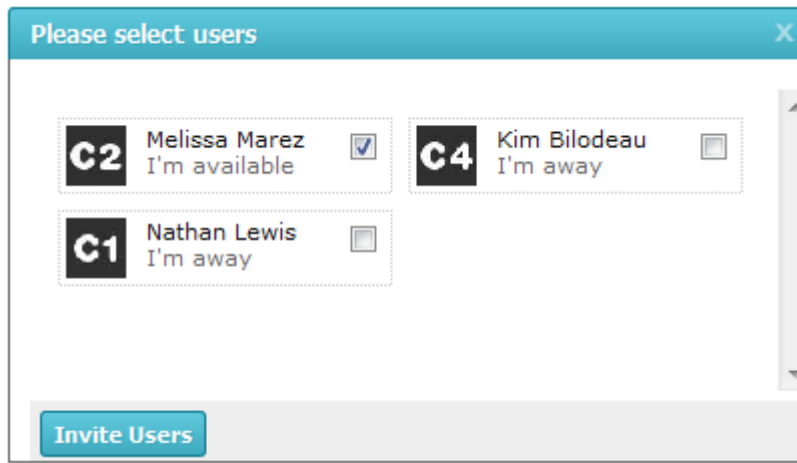 Please select users X
C2 Melissa Marez
I'm available
C4 Kim Bilodeau
I'm away
C1 Nathan Lewis
I'm away
Invite Users